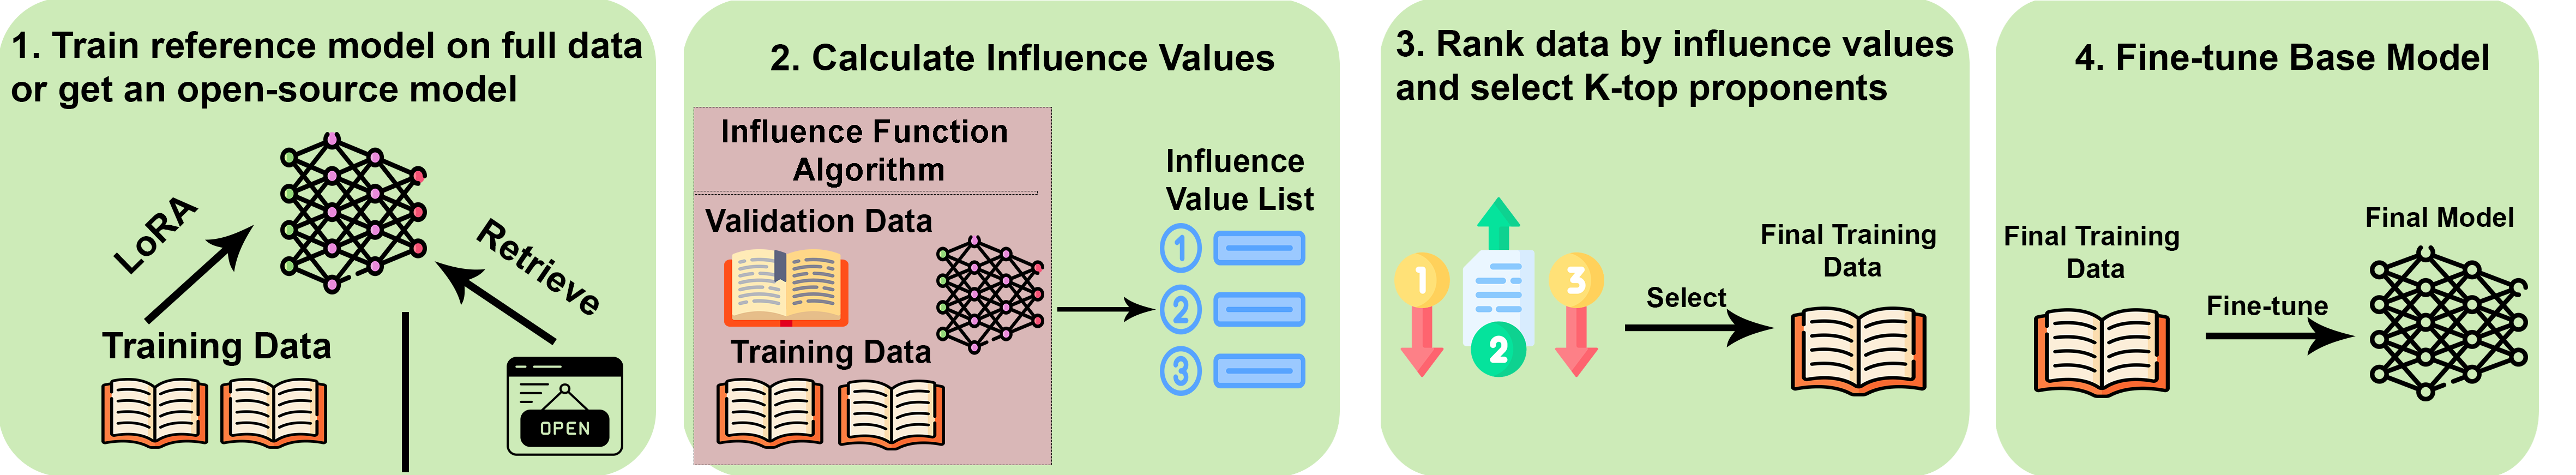 1. Train reference model on full data
or get an open-source model
LoRA
Retrieve
Training Data
OPEN
2. Calculate Influence Values
Influence Function
Algorithm
Validation Data
Training Data
Influence
Value List
1
2
3
3. Rank data by influence values
and select K-top proponents
1
2
3
Select
Final Training
Data
4. Fine-tune Base Model
Final Training
Data
Fine-tune
Final Model